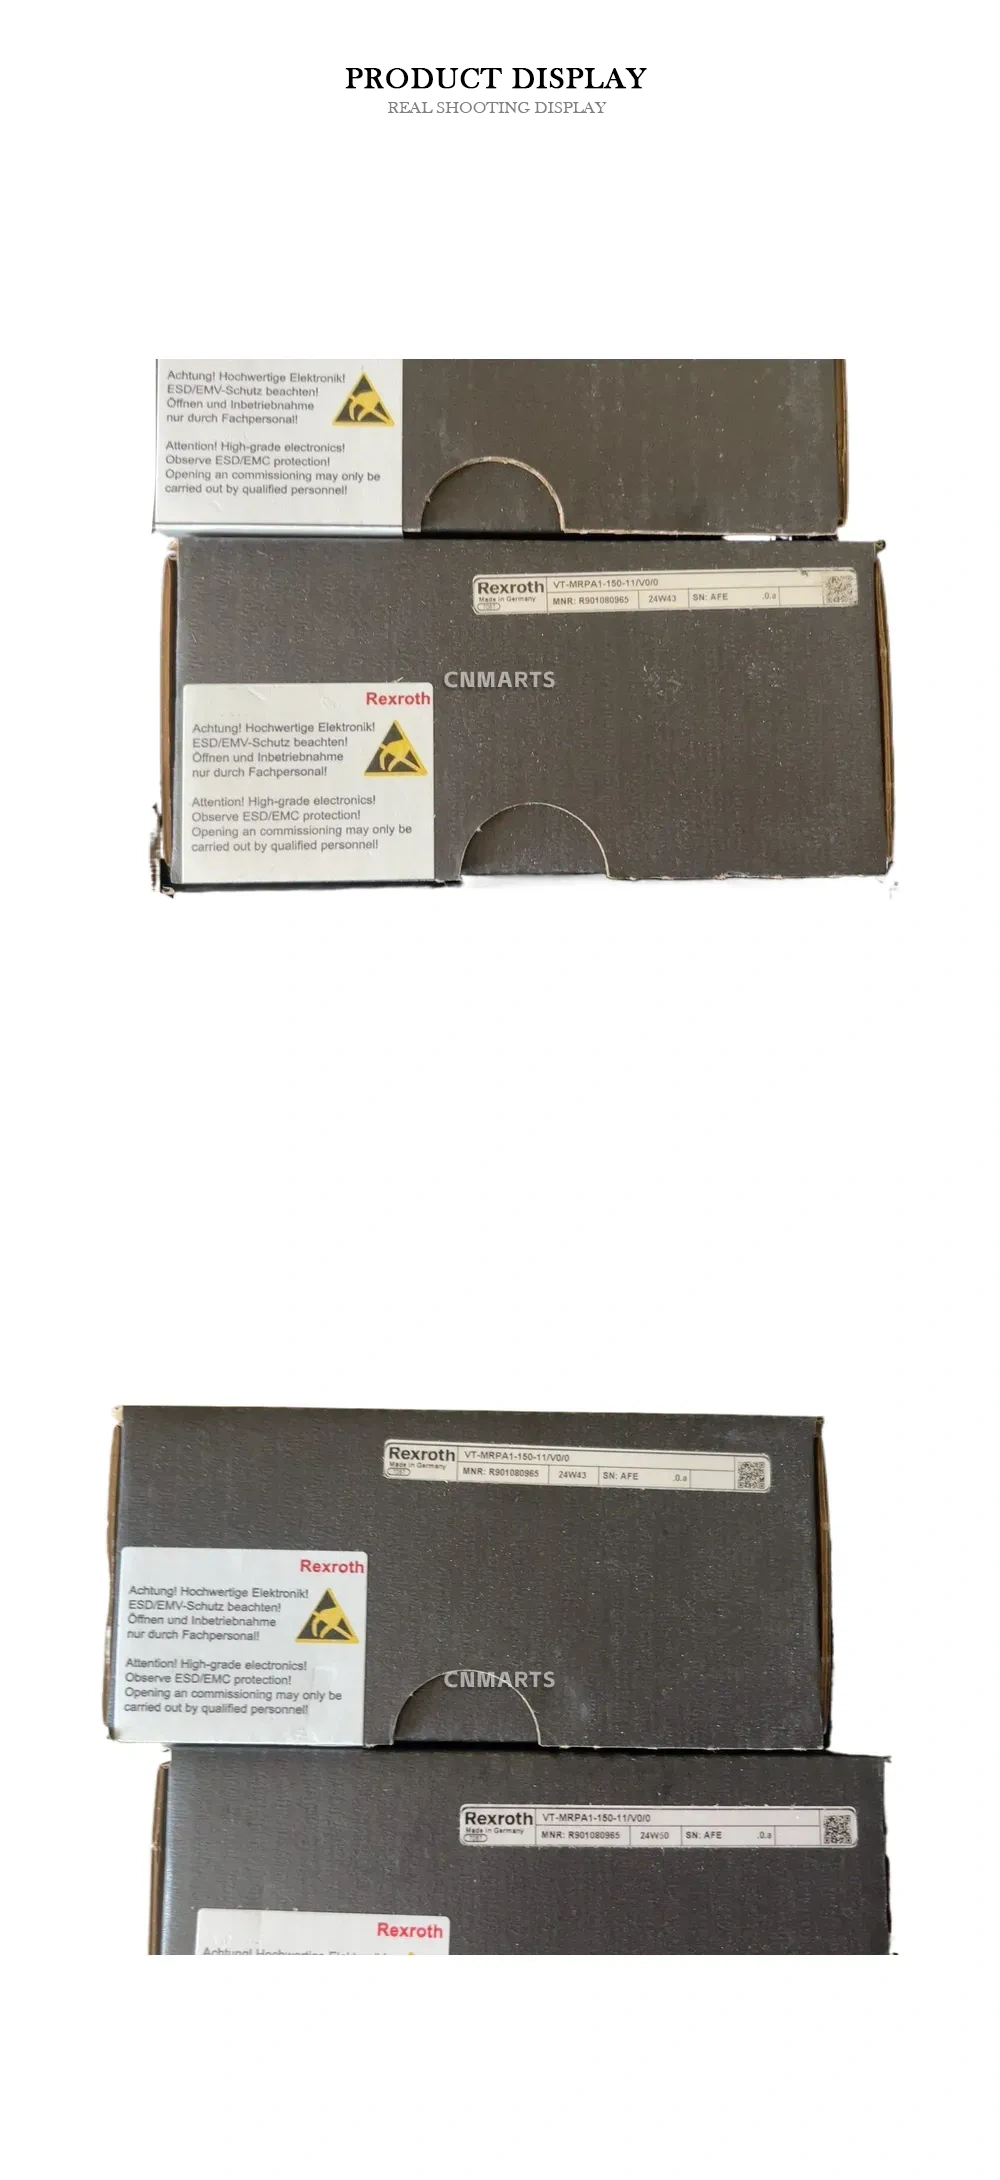 PRODUCT DISPLAY
REAL SHOOTING DISPLAY
Achtung! Hochwertige Elektronik!
ESD/EMV-Schutz beachten!
Öffnen und Inbetriebnahme
nur durch Fachpersonal!
Attention! High-grade electronics!
Observe ESD/EMC protection!
Opening an commissioning may only be
carried out by qualified personnel!
Rexroth VT-MRPA1-150-11/V0/0
Made in Germany MNR: R901080965 24W43 SN: AFE .0.a
CNMARTS
Rexroth
Achtung! Hochwertige Elektronik!
ESD/EMV-Schutz beachten!
Öffnen und Inbetriebnahme
nur durch Fachpersonal!
Attention! High-grade electronics!
Observe ESD/EMC protection!
Opening an commissioning may only be
carried out by qualified personnel!
Rexroth VT-MRPA1-150-11/V0/0
Made in Germany MNR: R901080965 24W43 SN: AFE .0.a
Rexroth
Achtung! Hochwertige Elektronik!
ESD/EMV-Schutz beachten!
Öffnen und Inbetriebnahme
nur durch Fachpersonal!
Attention! High-grade electronics!
Observe ESD/EMC protection!
Opening an commissioning may only be
carried out by qualified personnel!
CNMARTS
Rexroth VT-MRPA1-150-11/V0/0
Made in Germany MNR: R901080965 24W50 SN: AFE .0.a
Rexroth
Achtung! Hochwertige